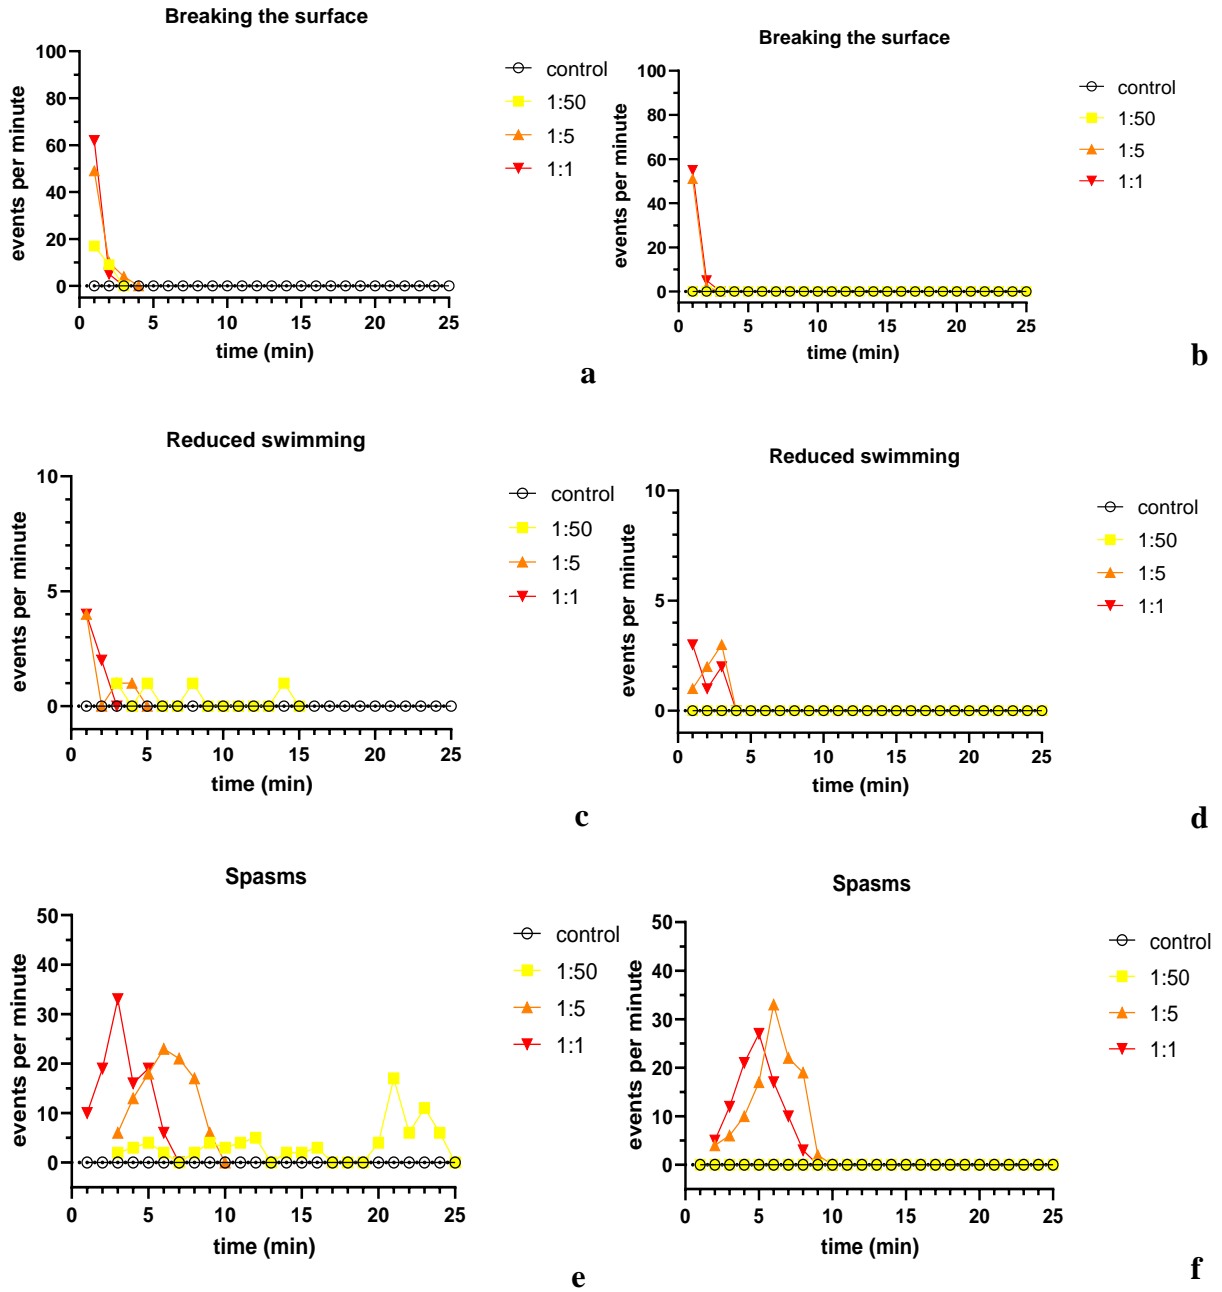 Breaking the surface
events per minute
100
80
60
40
20
0
0 5 10 15 20 25
time (min)
control
1:50
1:5
1:1
a
Breaking the surface
events per minute
100
80
60
40
20
0
0 5 10 15 20 25
time (min)
control
1:50
1:5
1:1
b
Reduced swimming
events per minute
10
5
0
0 5 10 15 20 25
time (min)
control
1:50
1:5
1:1
c
Reduced swimming
events per minute
10
5
0
0 5 10 15 20 25
time (min)
control
1:50
1:5
1:1
d
Spasms
events per minute
50
40
30
20
10
0
0 5 10 15 20 25
time (min)
control
1:50
1:5
1:1
e
Spasms
events per minute
50
40
30
20
10
0
0 5 10 15 20 25
time (min)
control
1:50
1:5
1:1
f